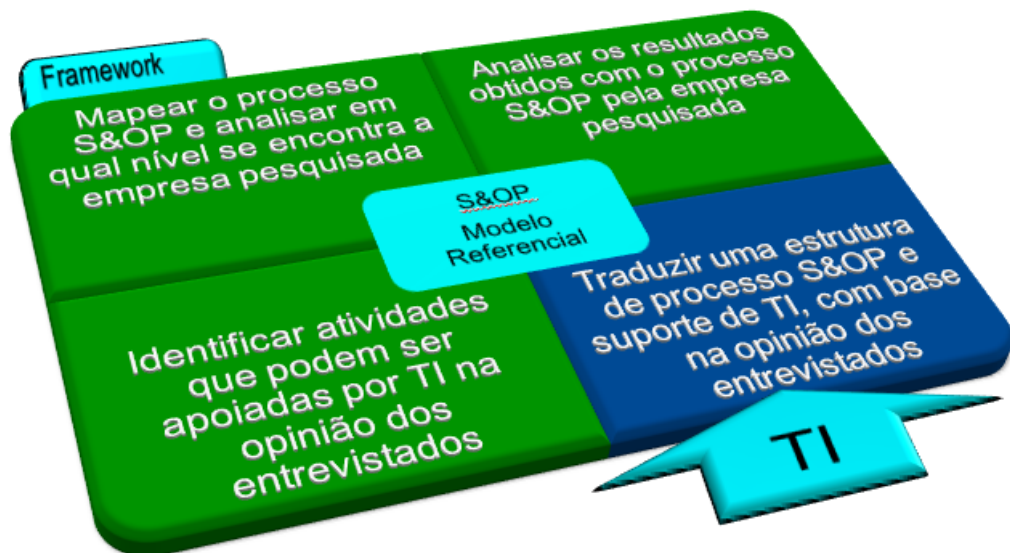 Framework
Mapear o processo
S&OP e analisar em
qual nível se encontra a
empresa pesquisada
Analisar os resultados
obtidos com o processo
S&OP pela empresa
pesquisada
S&OP
Modelo
Referencial
Identificar atividades
que podem ser
apoiadas por TI na
opinião dos
entrevistados
Traduzir uma estrutura
de processo S&OP e
suporte de TI, com base
na opinião dos
entrevistados
TI